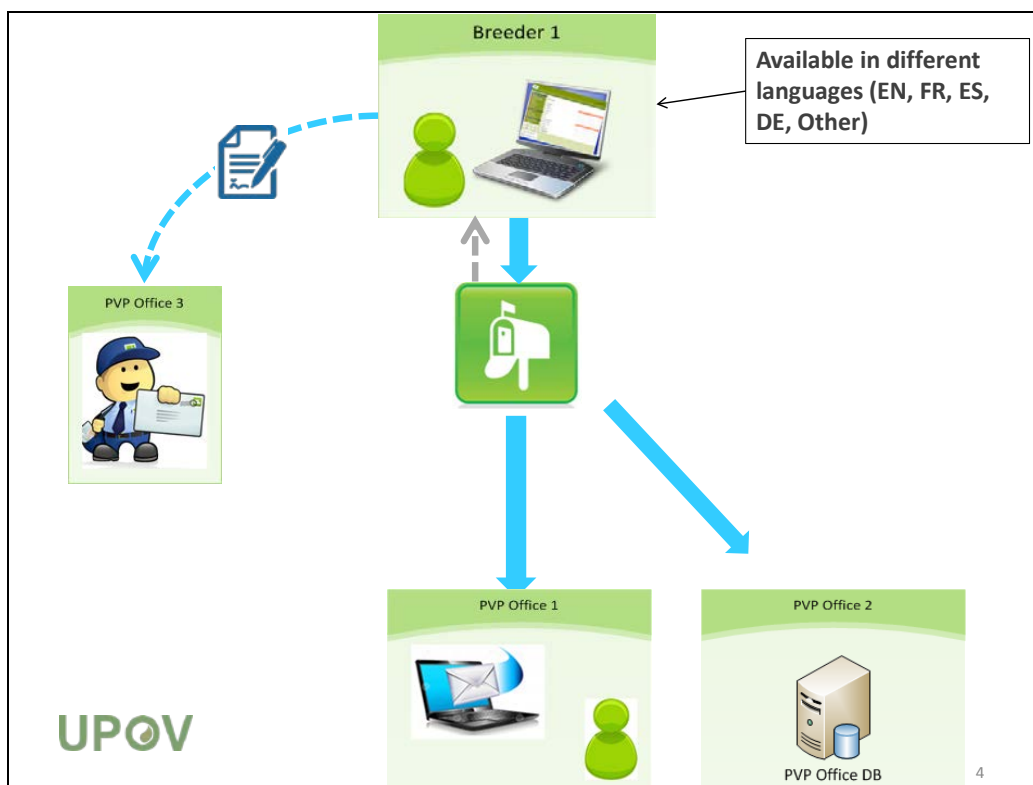 Breeder 1
Available in different
languages (EN, FR, ES,
DE, Other)
PVP Office 3
PVP Office 1
PVP Office 2
PVP Office DB
UPOV
4